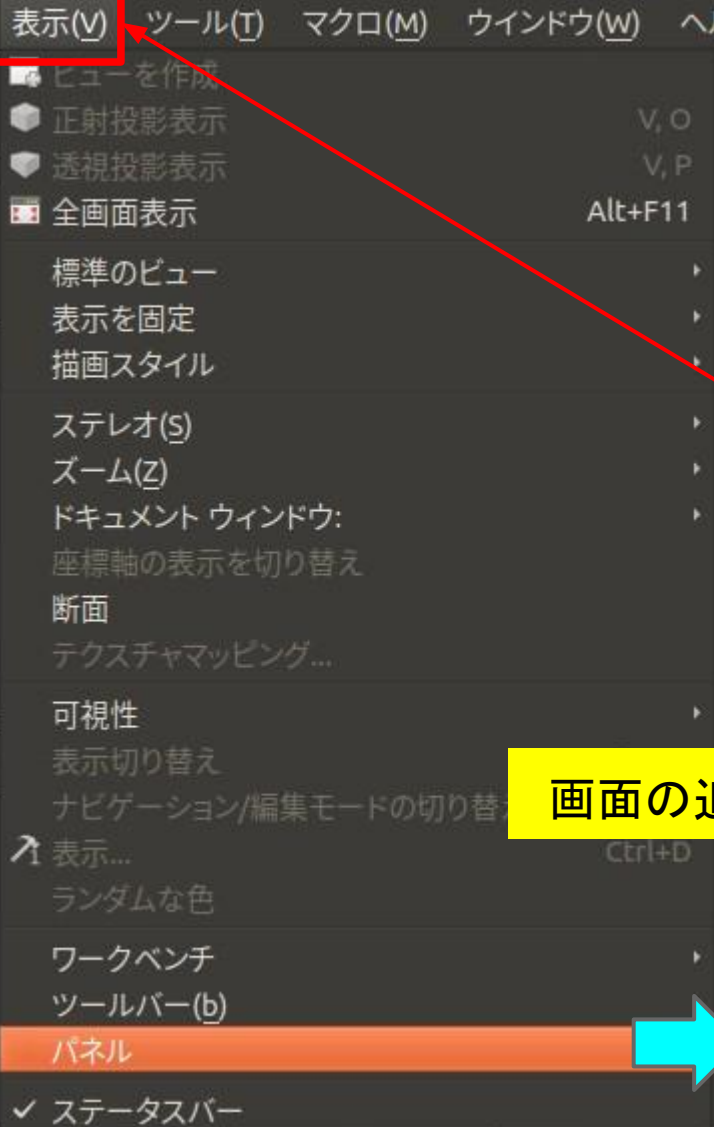 表示(V) ツール(T) マクロ(M) ウインドウ(W) ヘ
ビューを作成
正射投影表示 V, O
透視投影表示 V, P
全画面表示 Alt+F11
標準のビュー
表示を固定
描画スタイル
ステレオ(S)
ズーム(Z)
ドキュメント ウィンドウ:
座標軸の表示を切り替え
断面
テクスチャマッピング...
可視性
表示切り替え
ナビゲーション/編集モードの切り替
画面の
表示... Ctrl+D
ランダムな色
ワークベンチ
ツールバー(b)
パネル
✓ ステータスバー